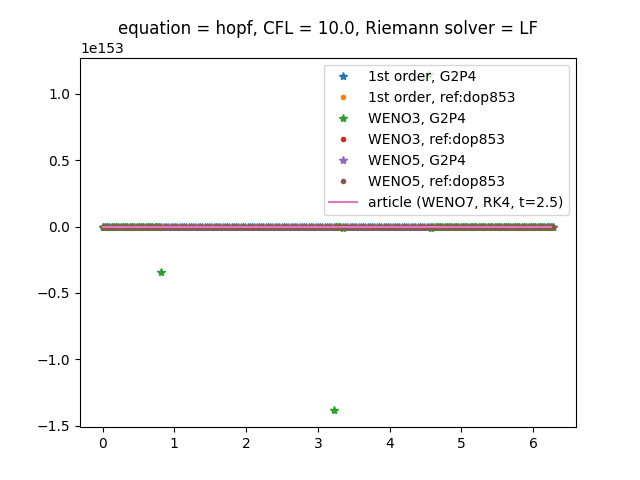 equation = hopf, CFL = 10.0, Riemann solver = LF
1e153
1st order, G2P4
1st order, ref:dop853
WENO3, G2P4
WENO3, ref:dop853
WENO5, G2P4
WENO5, ref:dop853
article (WENO7, RK4, t=2.5)
1.0
0.5
0.0
−0.5
−1.0
−1.5
0 1 2 3 4 5 6